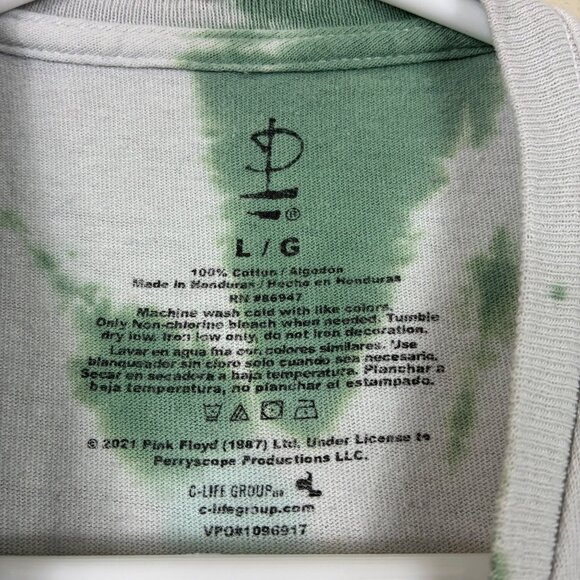 ®
L / G
100% Cotton / Algodon
Made in Honduras / Hecho en Honduras
RN #86947
Machine wash cold with like colors.
Only Non-chlorine bleach when needed. Tumble
dry low. Iron low only, do not iron decoration.
Lavar en agua fria con colores similares. Use
blanqueador sin cloro solo cuando sea necesario.
Secar en secadora a baja temperatura. Planchar a
baja temperatura, no planchar el estampado.
© 2021 Pink Floyd (1987) Ltd. Under License to
Perryscope Productions LLC.
C-LIFE GROUP LTD
c-lifegroup.com
VPO#1096917